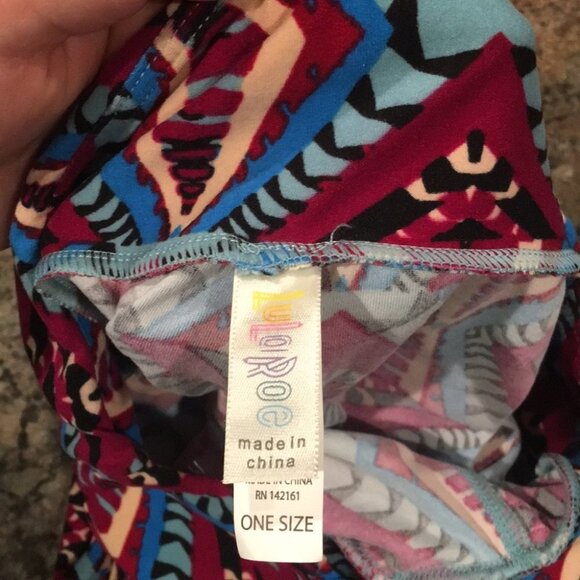 LuLaRoe
made in
china
MADE IN CHINA
RN 142161
ONE SIZE